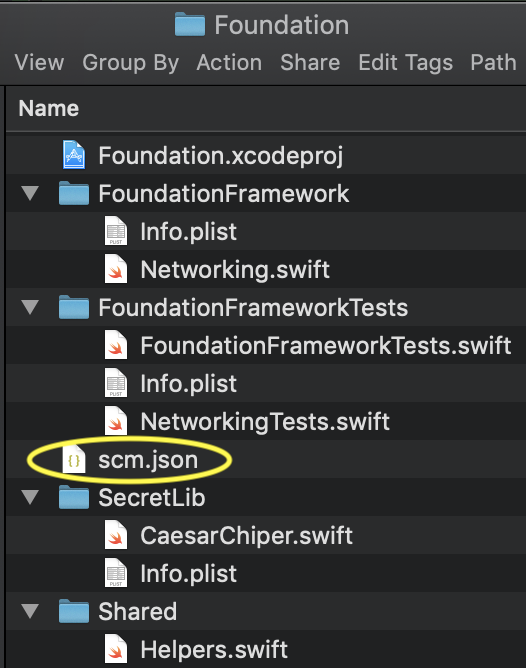 Foundation
View Group By Action Share Edit Tags Path
Name
Foundation.xcodeproj
FoundationFramework
Info.plist
Networking.swift
FoundationFrameworkTests
FoundationFrameworkTests.swift
Info.plist
NetworkingTests.swift
scm.json
SecretLib
CaesarChiper.swift
Info.plist
Shared
Helpers.swift